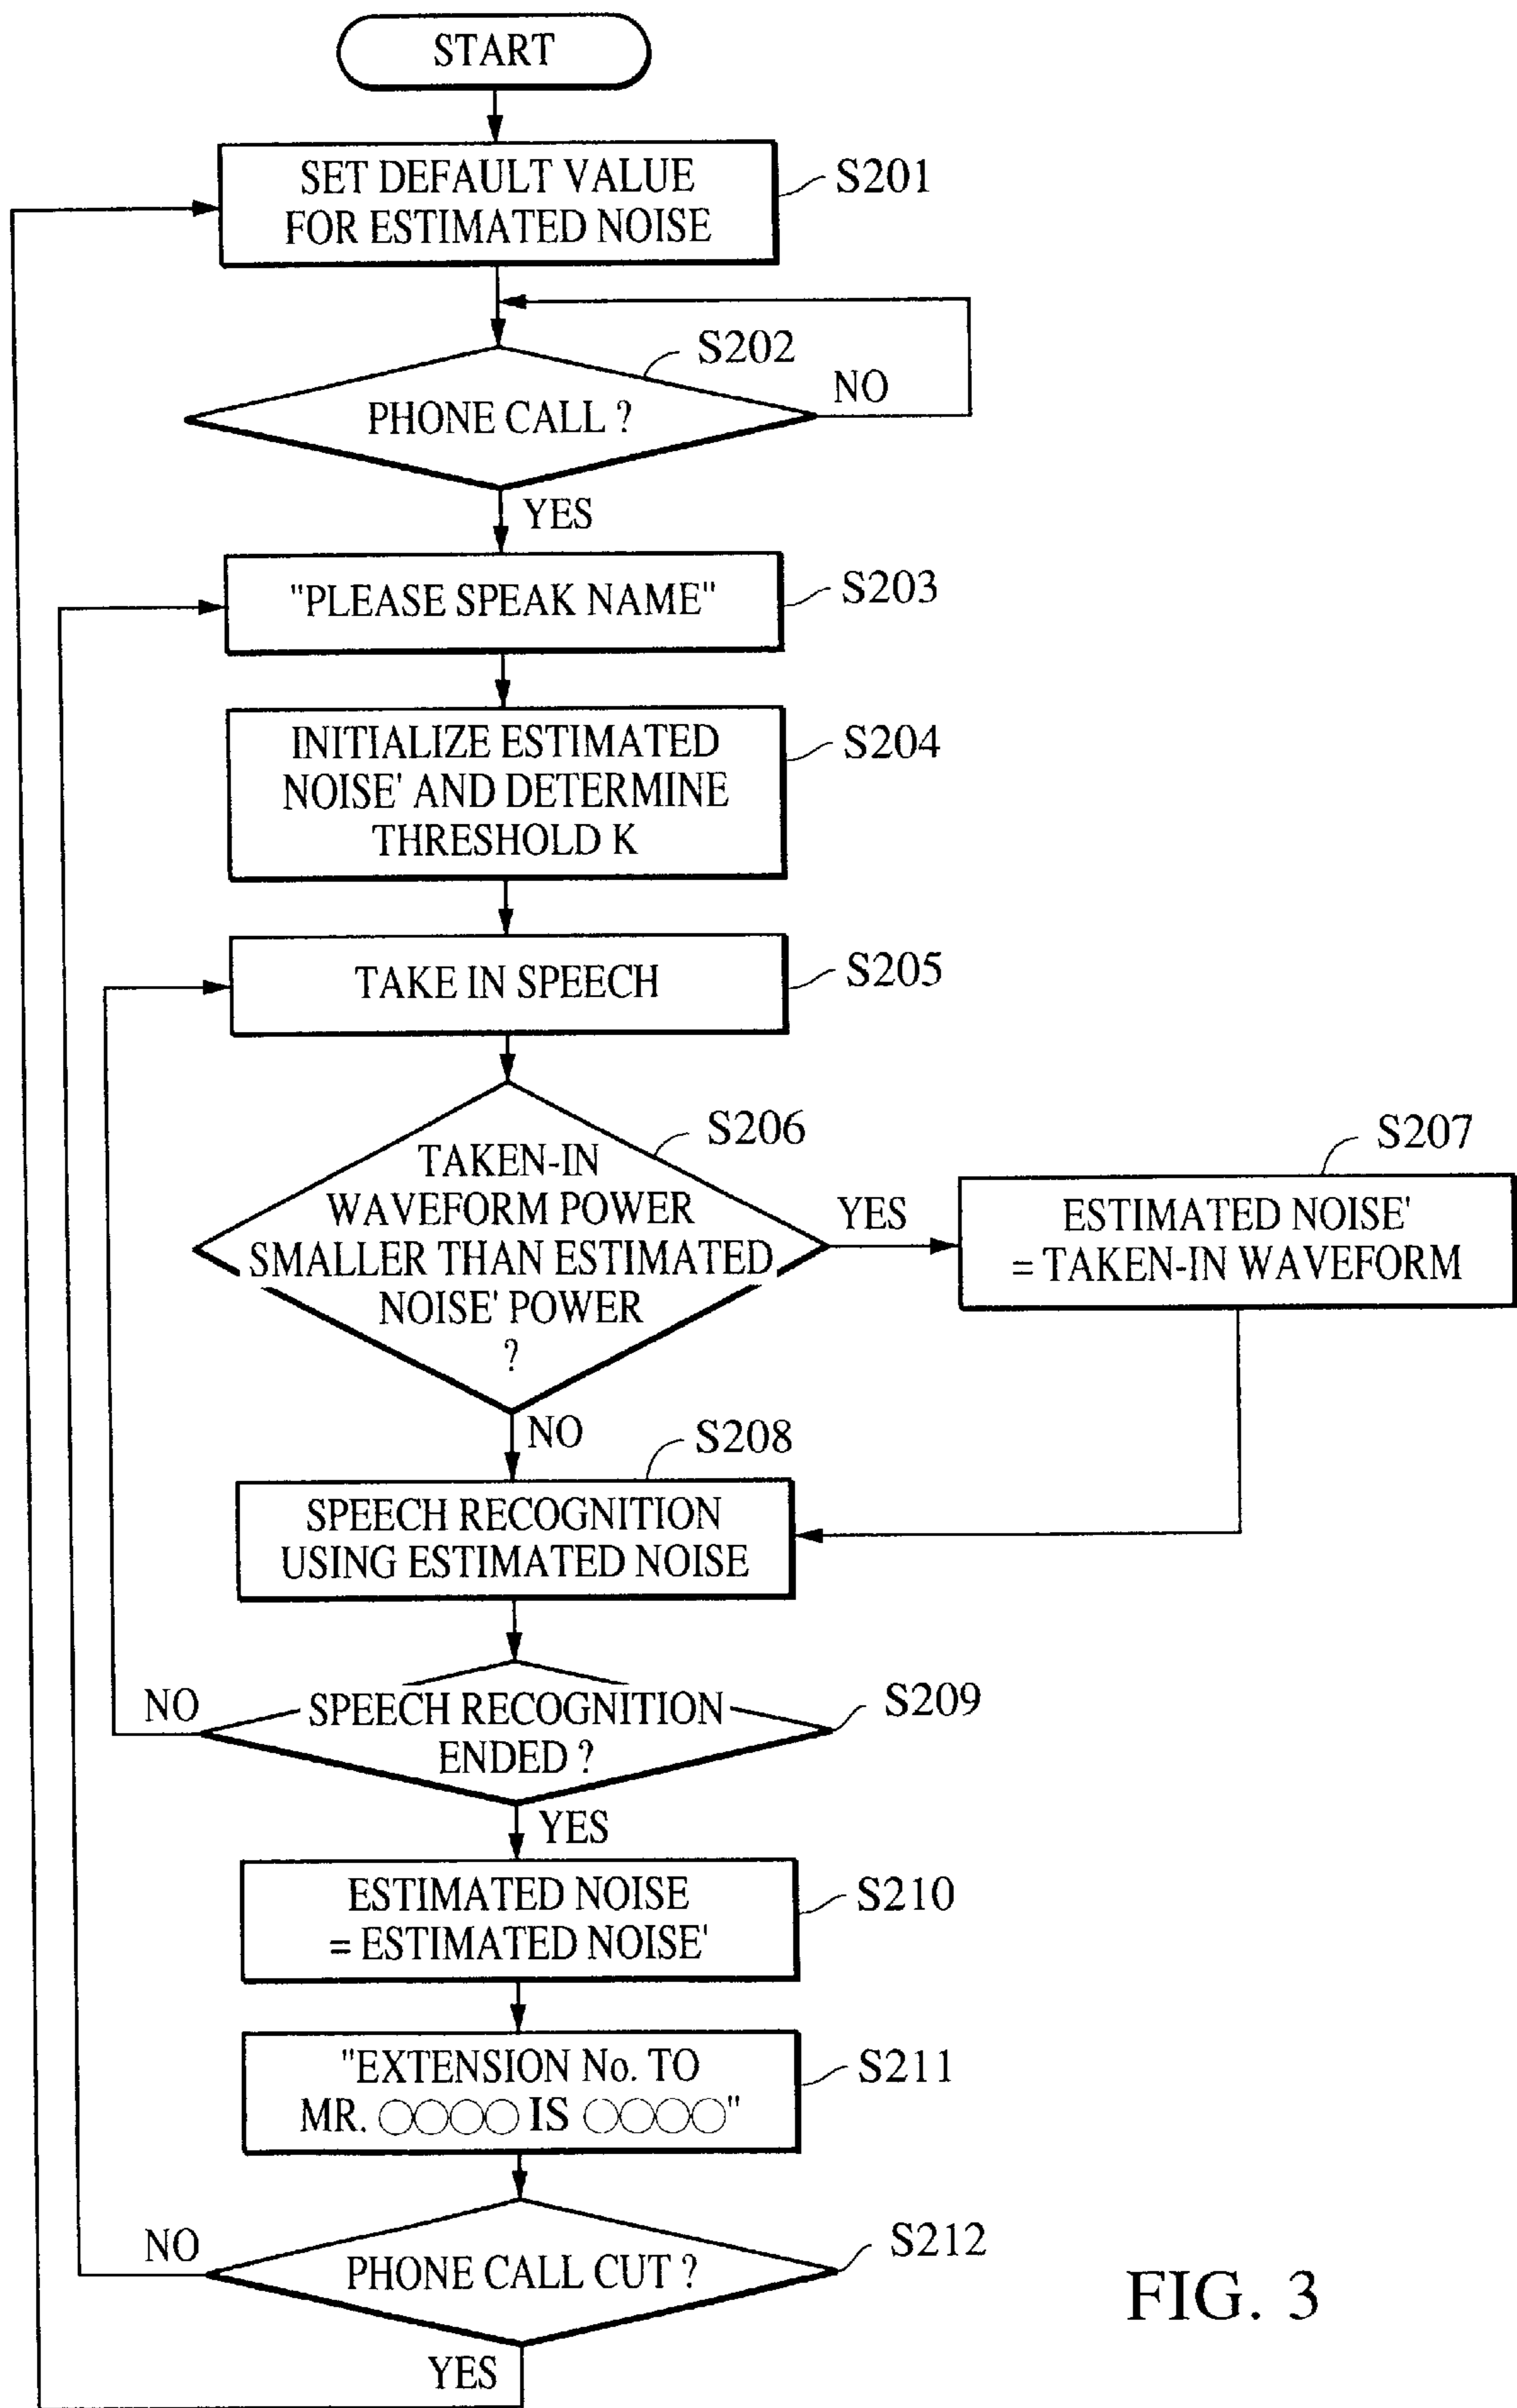 START
SET DEFAULT VALUE
FOR ESTIMATED NOISE
S201
S202
PHONE CALL ?
NO
YES
"PLEASE SPEAK NAME"
S203
INITIALIZE ESTIMATED
NOISE' AND DETERMINE
THRESHOLD K
S204
TAKE IN SPEECH
S205
S206
TAKEN-IN
WAVEFORM POWER
SMALLER THAN ESTIMATED
NOISE' POWER
?
YES
S207
ESTIMATED NOISE'
= TAKEN-IN WAVEFORM
NO
S208
SPEECH RECOGNITION
USING ESTIMATED NOISE
NO
SPEECH RECOGNITION
ENDED ?
S209
YES
ESTIMATED NOISE
= ESTIMATED NOISE'
S210
"EXTENSION No. TO
MR. ○○○○ IS ○○○○"
S211
NO
PHONE CALL CUT ?
S212
YES
FIG. 3